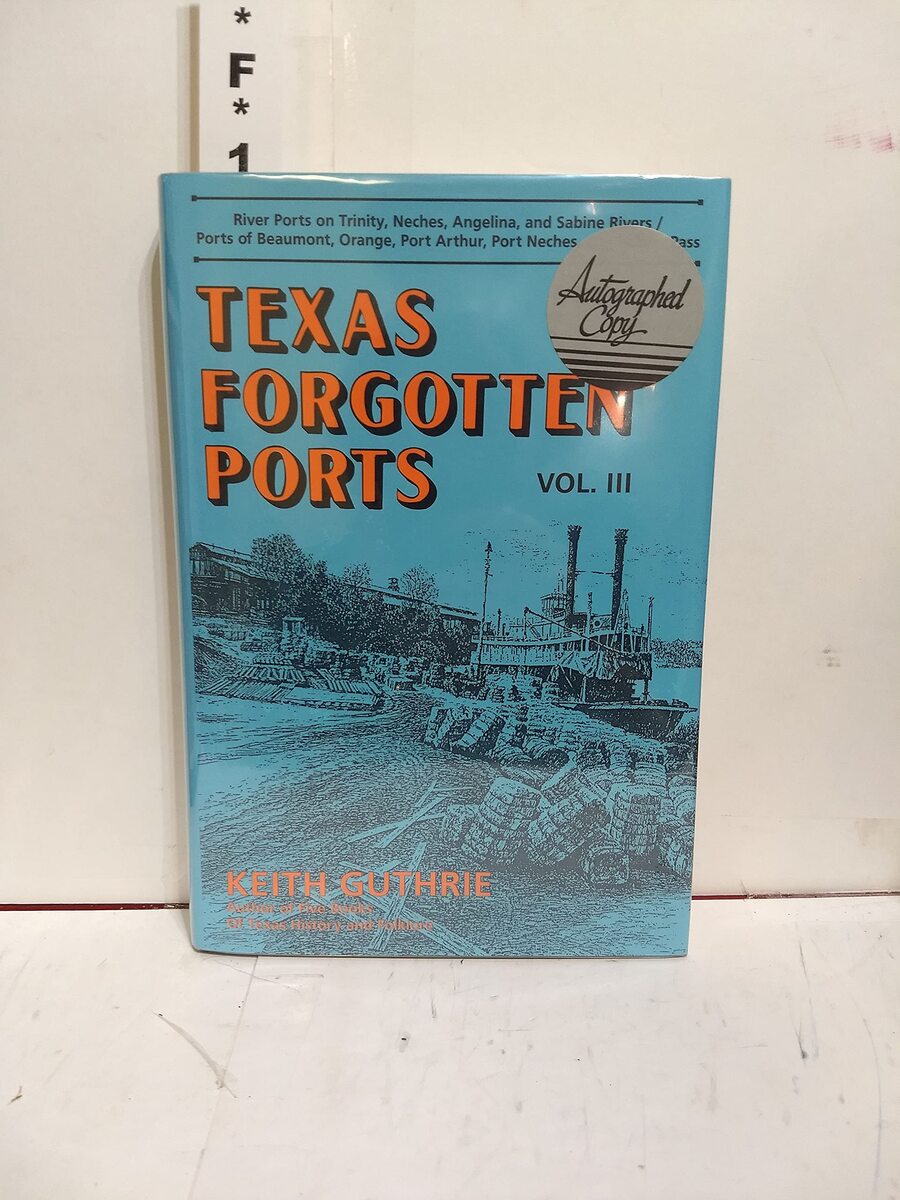 * F * 1
River Ports on Trinity, Neches, Angelina, and Sabine Rivers /
Ports of Beaumont, Orange, Port Arthur, Port Neches Pass
Autographed
Copy
TEXAS
FORGOTTEN
PORTS
VOL. III
KEITH GUTHRIE
Author of Five Books
Of Texas History and Folklore